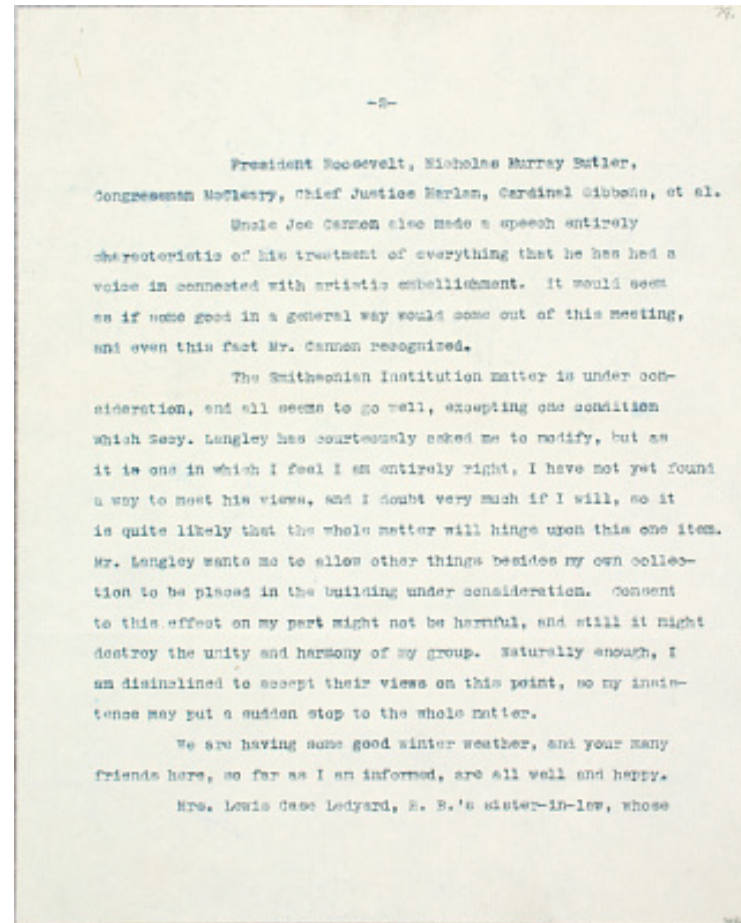 79.
-2-
President Roosevelt, Nicholas Murray Butler,
Congressman McCleary, Chief Justice Harlan, Cardinal Gibbons, et al.
Uncle Joe Cannon also made a speech entirely
characteristic of his treatment of everything that he has had a
voice in connected with artistic embellishment. It would seem
as if some good in a general way would come out of this meeting,
and even this fact Mr. Cannon recognized.
The Smithsonian Institution matter is under con-
sideration, and all seems to go well, excepting one condition
which Secy. Langley has courteously asked me to modify, but as
it is one in which I feel I am entirely right, I have not yet found
a way to meet his views, and I doubt very much if I will, so it
is quite likely that the whole matter will hinge upon this one item.
Mr. Langley wants me to allow other things besides my own collec-
tion to be placed in the building under consideration. Consent
to this effect on my part might not be harmful, and still it might
destroy the unity and harmony of my group. Naturally enough, I
am disinclined to accept their views on this point, so my insis-
tence may put a sudden stop to the whole matter.
We are having some good winter weather, and your many
friends here, so far as I am informed, are all well and happy.
Mrs. Lewis Case Ledyard, 's sister-in-law, whose